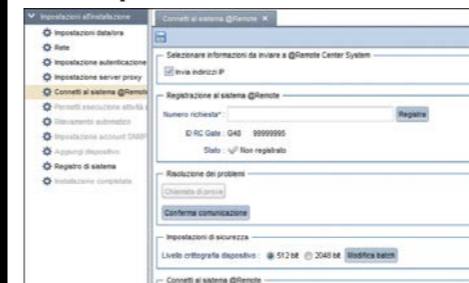 Impostazioni all'installazione
Impostazioni data/ora
Rete
Impostazione autenticazione
Impostazione server proxy
Connetti al sistema @Remote
Permetti esecuzione attività
Rilevamento automatico
Impostazione account SNMP
Aggiungi dispositivo
Registro di sistema
Installazione completata
Connetti al sistema @Remote
Selezionare informazioni da inviare a @Remote Center System
Invia indirizzi IP
Registrazione al sistema @Remote
Numero richiesta* :
Registra
ID RC Gate : G48 99999995
Stato : Non registrato
Risoluzione dei problemi
Chiamata di prova
Conferma comunicazione
Impostazioni di sicurezza
Livello crittografia dispositivo : 512 bit 2048 bit Modifica batch
Connetti al sistema @Remote